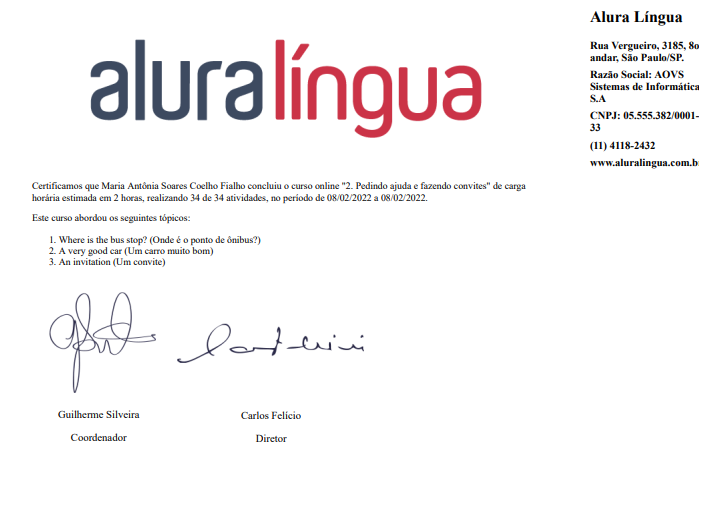 aluralíngua
Alura Língua
Rua Vergueiro, 3185, 8o
andar, São Paulo/SP.
Razão Social: AOVS
Sistemas de Informática
S.A
CNPJ: 05.555.382/0001-
33
(11) 4118-2432
www.aluralingua.com.b
Certificamos que Maria Antônia Soares Coelho Fialho concluiu o curso online "2. Pedindo ajuda e fazendo convites" de carga
horária estimada em 2 horas, realizando 34 de 34 atividades, no período de 08/02/2022 a 08/02/2022.
Este curso abordou os seguintes tópicos:
1. Where is the bus stop? (Onde é o ponto de ônibus?)
2. A very good car (Um carro muito bom)
3. An invitation (Um convite)
Guilherme Silveira
Coordenador
Carlos Felício
Diretor